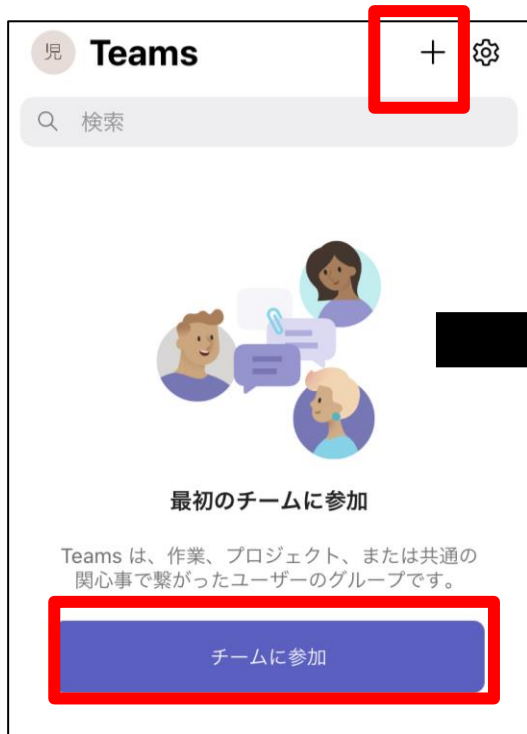 児 Teams
検索
最初のチームに参加
Teams は、作業、プロジェクト、または共通の
関心事で繋がったユーザーのグループです。
チームに参加